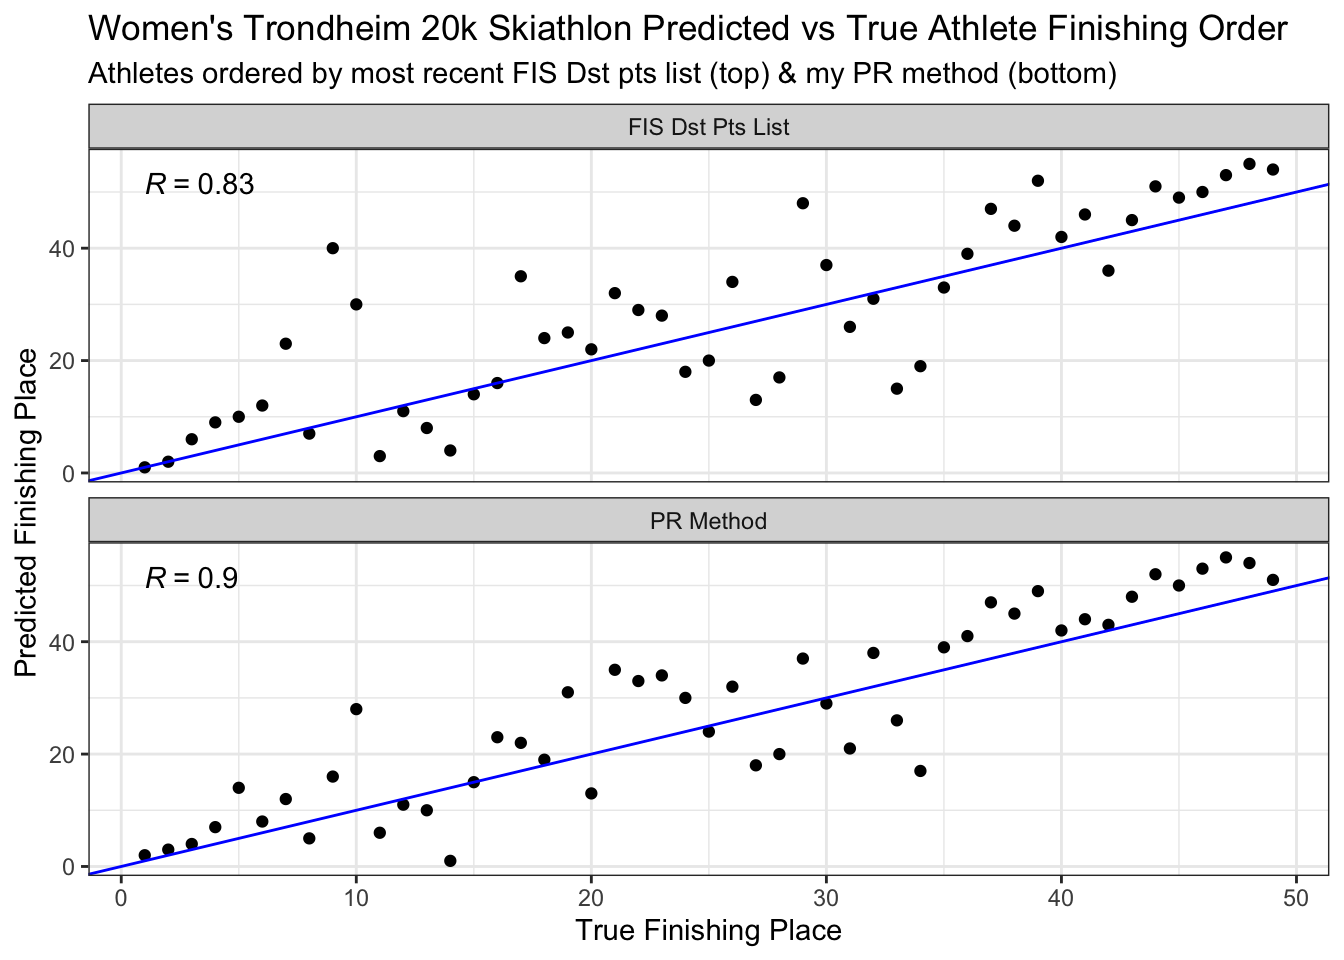 Women's Trondheim 20k Skiathlon Predicted vs True Athlete Finishing Order
Athletes ordered by most recent FIS Dst pts list (top) & my PR method (bottom)
FIS Dst Pts List
R = 0.83
40
20
0
PR Method
R = 0.9
40
20
0
0 10 20 30 40 50
True Finishing Place
Predicted Finishing Place